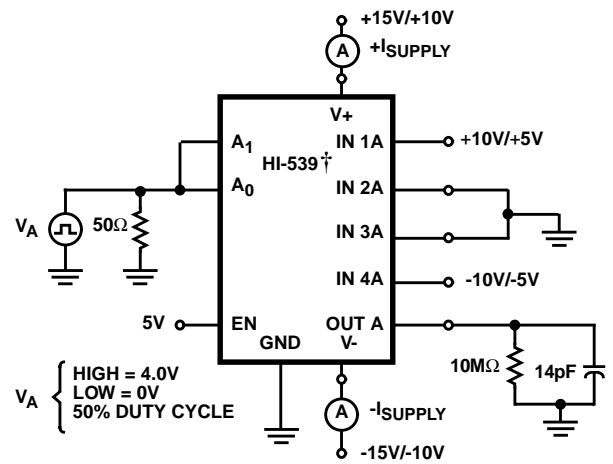 +15V/+10V
A
+ISUPPLY
V+
A1
IN 1A
+10V/+5V
HI-539†
A0
IN 2A
VA
50Ω
IN 3A
IN 4A
-10V/-5V
5V
EN
OUT A
GND
V-
10MΩ
14pF
VA
HIGH = 4.0V
LOW = 0V
50% DUTY CYCLE
A
-ISUPPLY
-15V/-10V